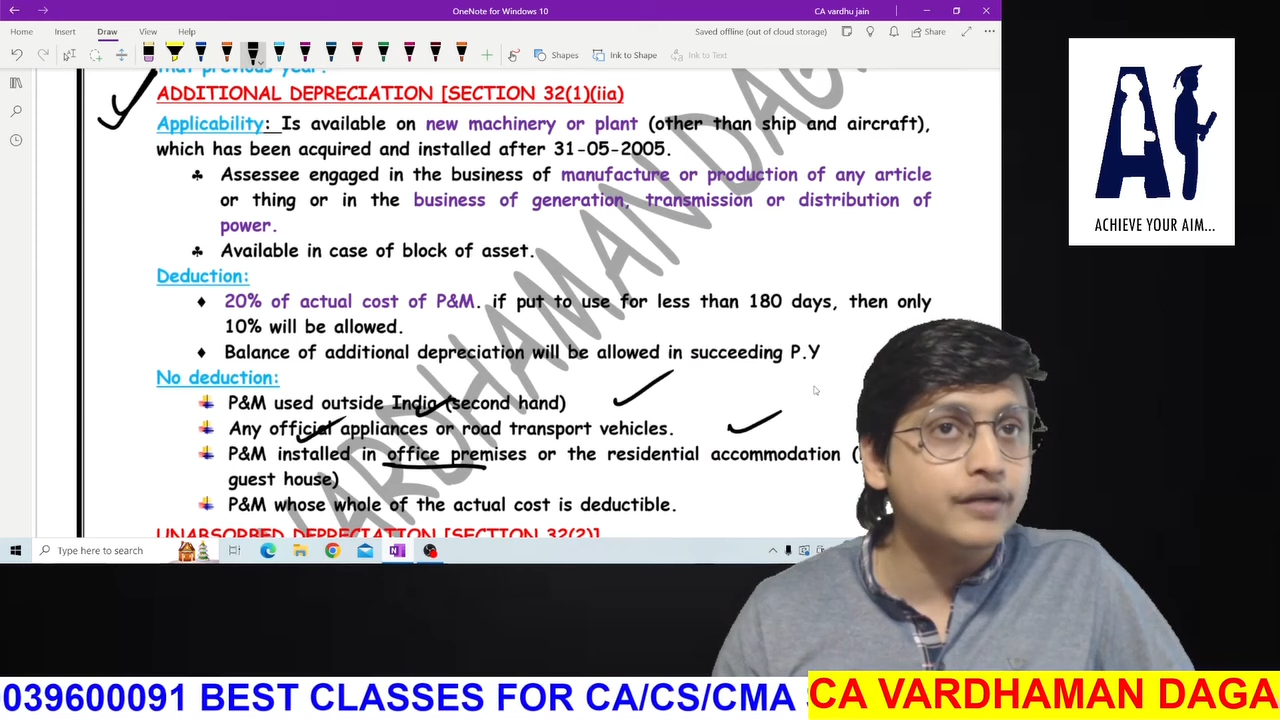 OneNote for Windows 10
CA vardhu jain
Home Insert Draw View Help
Saved offline (out of cloud storage)
Share
Shapes
Ink to Shape
Ink to Text
that previous year.
ADDITIONAL DEPRECIATION [SECTION 32(1)(iia)
Applicability: Is available on new machinery or plant (other than ship and aircraft),
which has been acquired and installed after 31-05-2005.
♣ Assessee engaged in the business of manufacture or production of any article
or thing or in the business of generation, transmission or distribution of
power.
♣ Available in case of block of asset.
Deduction:
♦ 20% of actual cost of P&M. if put to use for less than 180 days, then only
10% will be allowed.
♦ Balance of additional depreciation will be allowed in succeeding P.Y
No deduction:
P&M used outside India (second hand)
Any official appliances or road transport vehicles.
P&M installed in office premises or the residential accommodation (
guest house)
P&M whose whole of the actual cost is deductible.
UNABSORBED DEPRECIATION [SECTION 32(2)]
VARDHAMAN DAGA
Type here to search
ACHIEVE YOUR AIM...
039600091 BEST CLASSES FOR CA/CS/CMA
CA VARDHAMAN DAGA